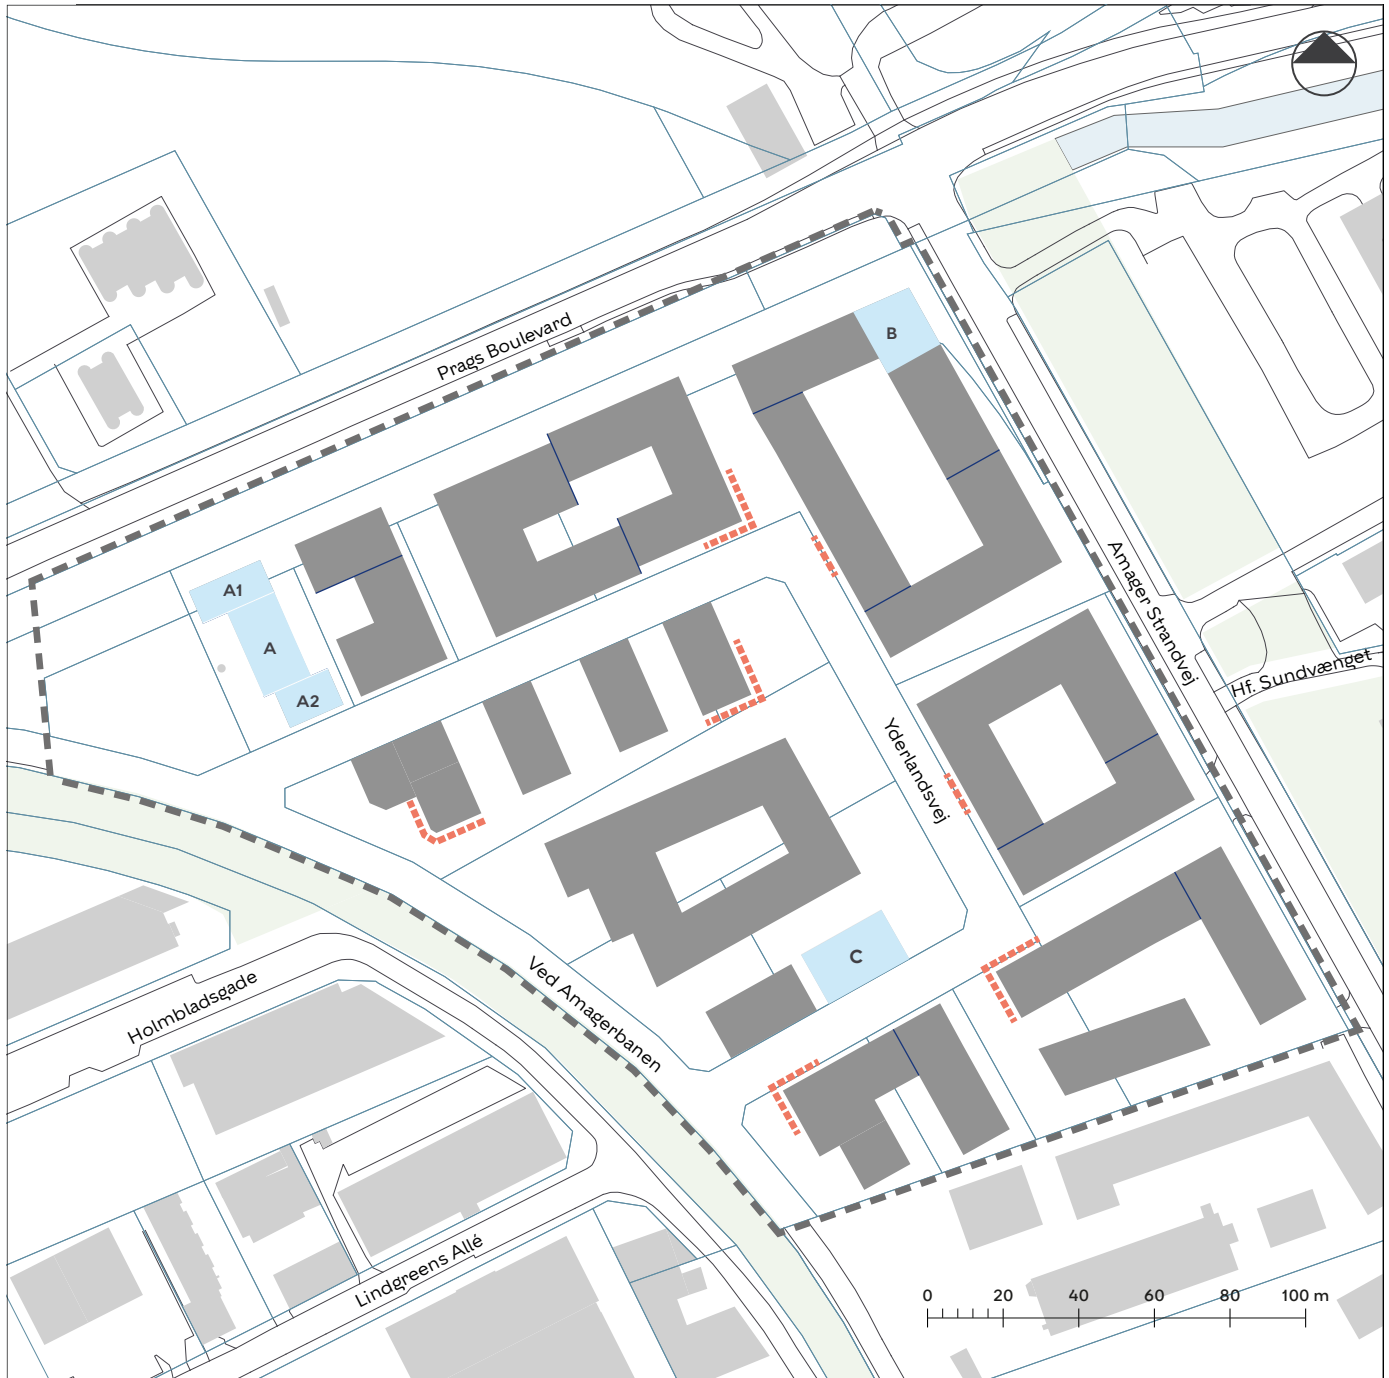 Prags Boulevard
B
A1
A
A2
Amager Strandvej
Hf. Sundvænget
Yderlandsvej
C
Ved Amagerbanen
Holmbladsgade
Lindgreens Allé
0 20 40 60 80 100 m